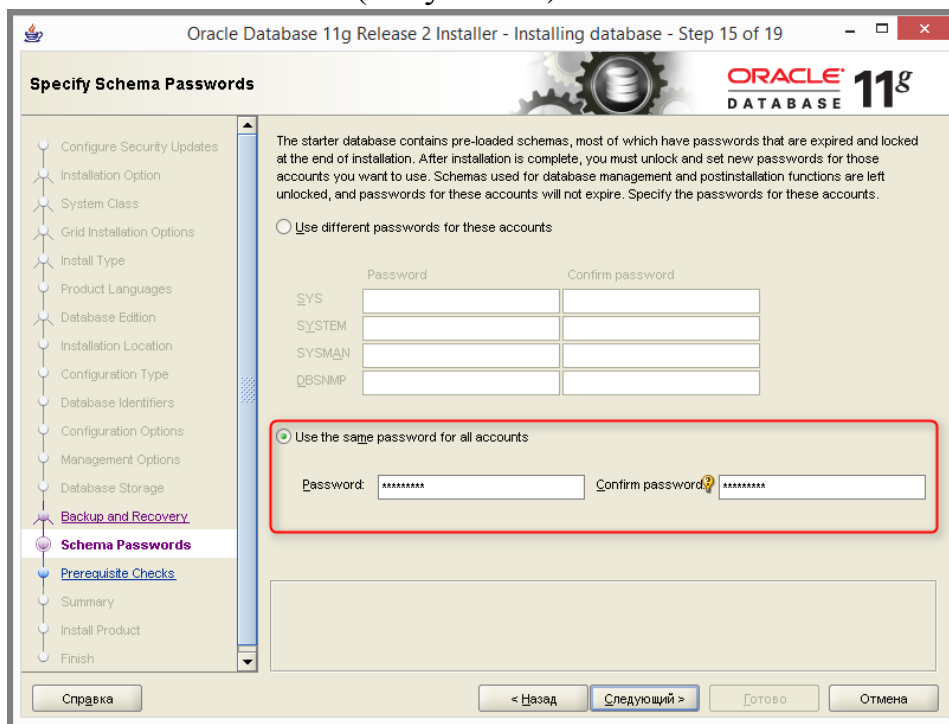 Oracle Database 11g Release 2 Installer - Installing database - Step 15 of 19
Specify Schema Passwords
ORACLE
DATABASE
11g
Configure Security Updates
Installation Option
System Class
Grid Installation Options
Install Type
Product Languages
Database Edition
Installation Location
Configuration Type
Database Identifiers
Configuration Options
Management Options
Database Storage
Backup and Recovery
Schema Passwords
Prerequisite Checks
Summary
Install Product
Finish
The starter database contains pre-loaded schemas, most of which have passwords that are expired and locked
at the end of installation. After installation is complete, you must unlock and set new passwords for those
accounts you want to use. Schemas used for database management and postinstallation functions are left
unlocked, and passwords for these accounts will not expire. Specify the passwords for these accounts.
Use different passwords for these accounts
Password Confirm password
SYS
SYSTEM
SYSMAN
DBSNMP
Use the same password for all accounts
Password: ********* Confirm password: *********
Справка < Назад Следующий > Готово Отмена